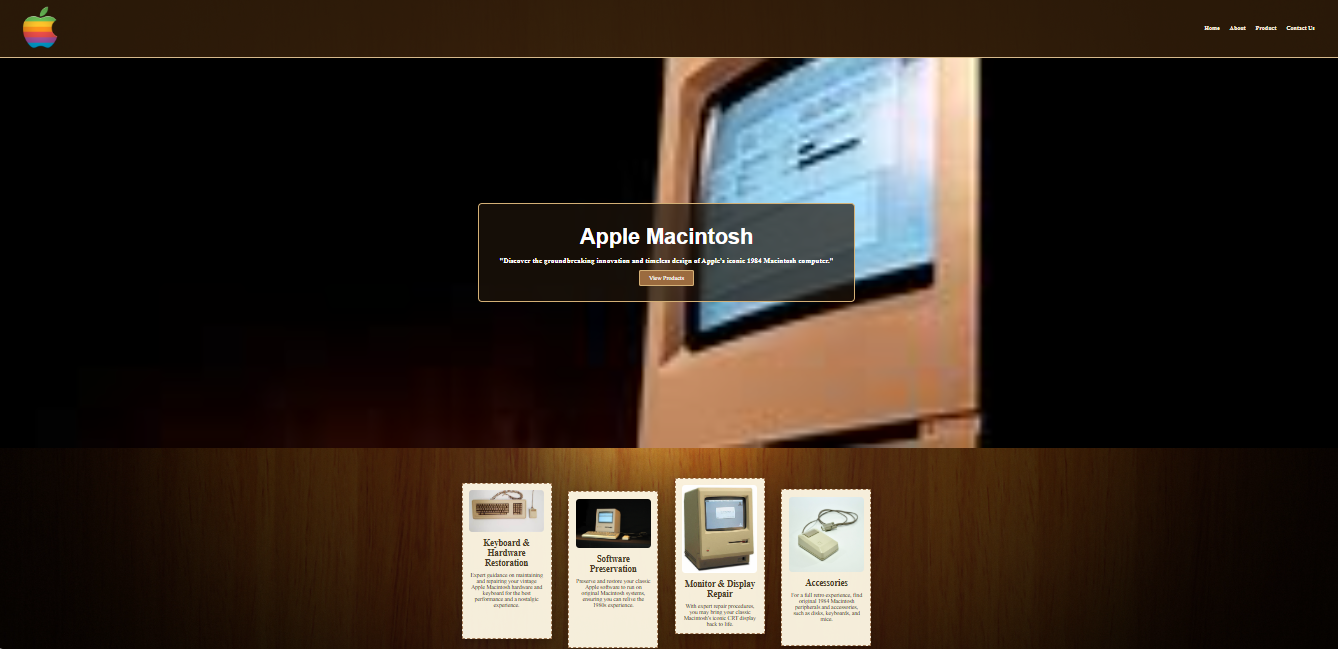 Home About Product Contact Us
Apple Macintosh
"Discover the groundbreaking innovation and timeless design of Apple's iconic 1984 Macintosh computer."
View Products
Keyboard &
Hardware
Restoration
Expert guidance on maintaining
and repairing your vintage
Apple Macintosh hardware and
keyboard for the best
performance and a nostalgic
experience.
Software
Preservation
Preserve and restore your classic
Apple software to run on
original Macintosh systems,
ensuring you can relive the
1980s experience.
Monitor & Display
Repair
With expert repair procedures,
you may bring your classic
Macintosh's iconic CRT display
back to life.
Accessories
For a full retro experience, find
original 1984 Macintosh
peripherals and accessories,
such as disks, keyboards, and
mice.